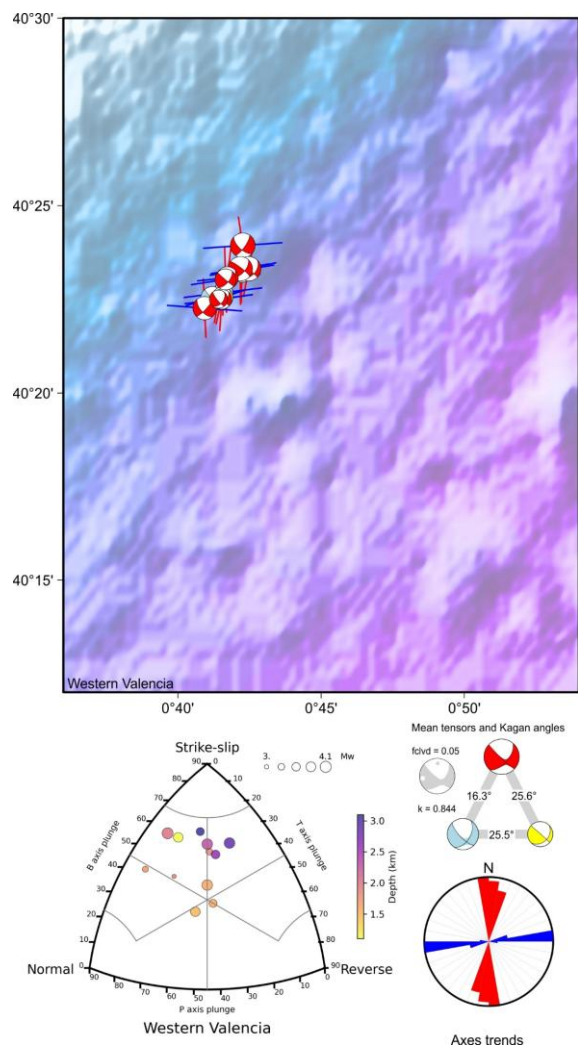 40°30'
40°25'
40°20'
40°15'
Western Valencia
0°40' 0°45' 0°50'
Mean tensors and Kagan angles
fclvd = 0.05
16.3° 25.6°
k = 0.844
25.5°
Strike-slip
3. 4.1 Mw
90 0
80 10
70 20
60 30
50 40
40 50
30 60
20 70
10 80
0 90
B axis plunge
T axis plunge
Normal
Reverse
90 80 70 60 50 40 30 20 10 0
P axis plunge
Western Valencia
3.0
2.5
2.0
1.5
Depth (km)
N
Axes trends